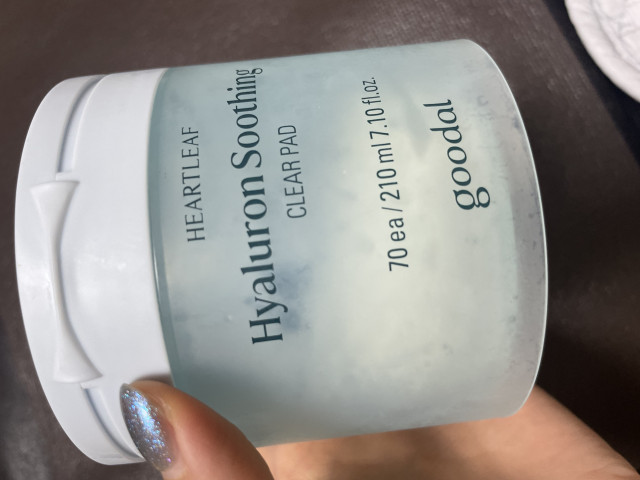 HEARTLEAF
Hyaluron Soothing
CLEAR PAD
70 ea / 210 ml 7.10 fl.oz.
goodal